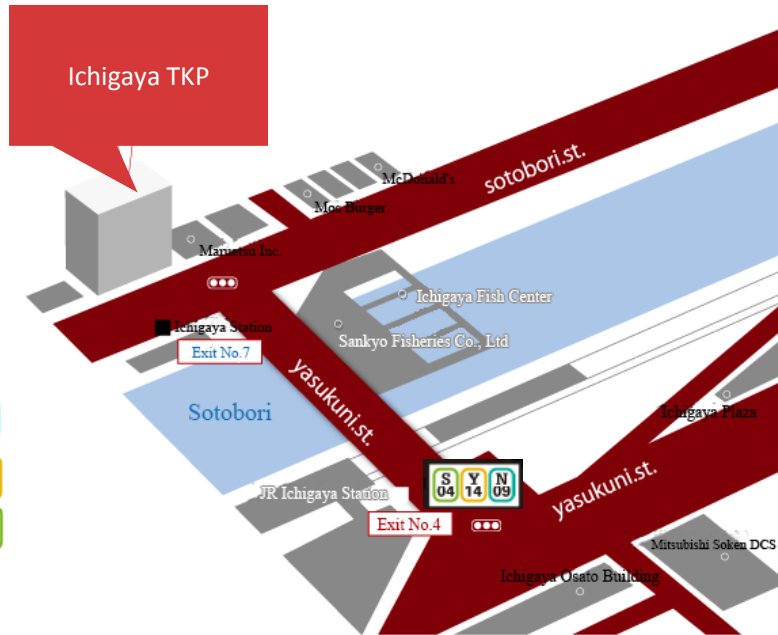 Ichigaya TKP
McDonald's
Mos Burger
sotobori.st.
Maruetsu Inc.
Ichigaya Fish Center
Ichigaya Station
Sankyo Fisheries Co., Ltd
Exit No.7
yasukuni.st.
Sotobori
Ichigaya Plaza
S
04
Y
14
N
09
JR Ichigaya Station
yasukuni.st.
Exit No.4
Mitsubishi Soken DCS
Ichigaya Osato Building